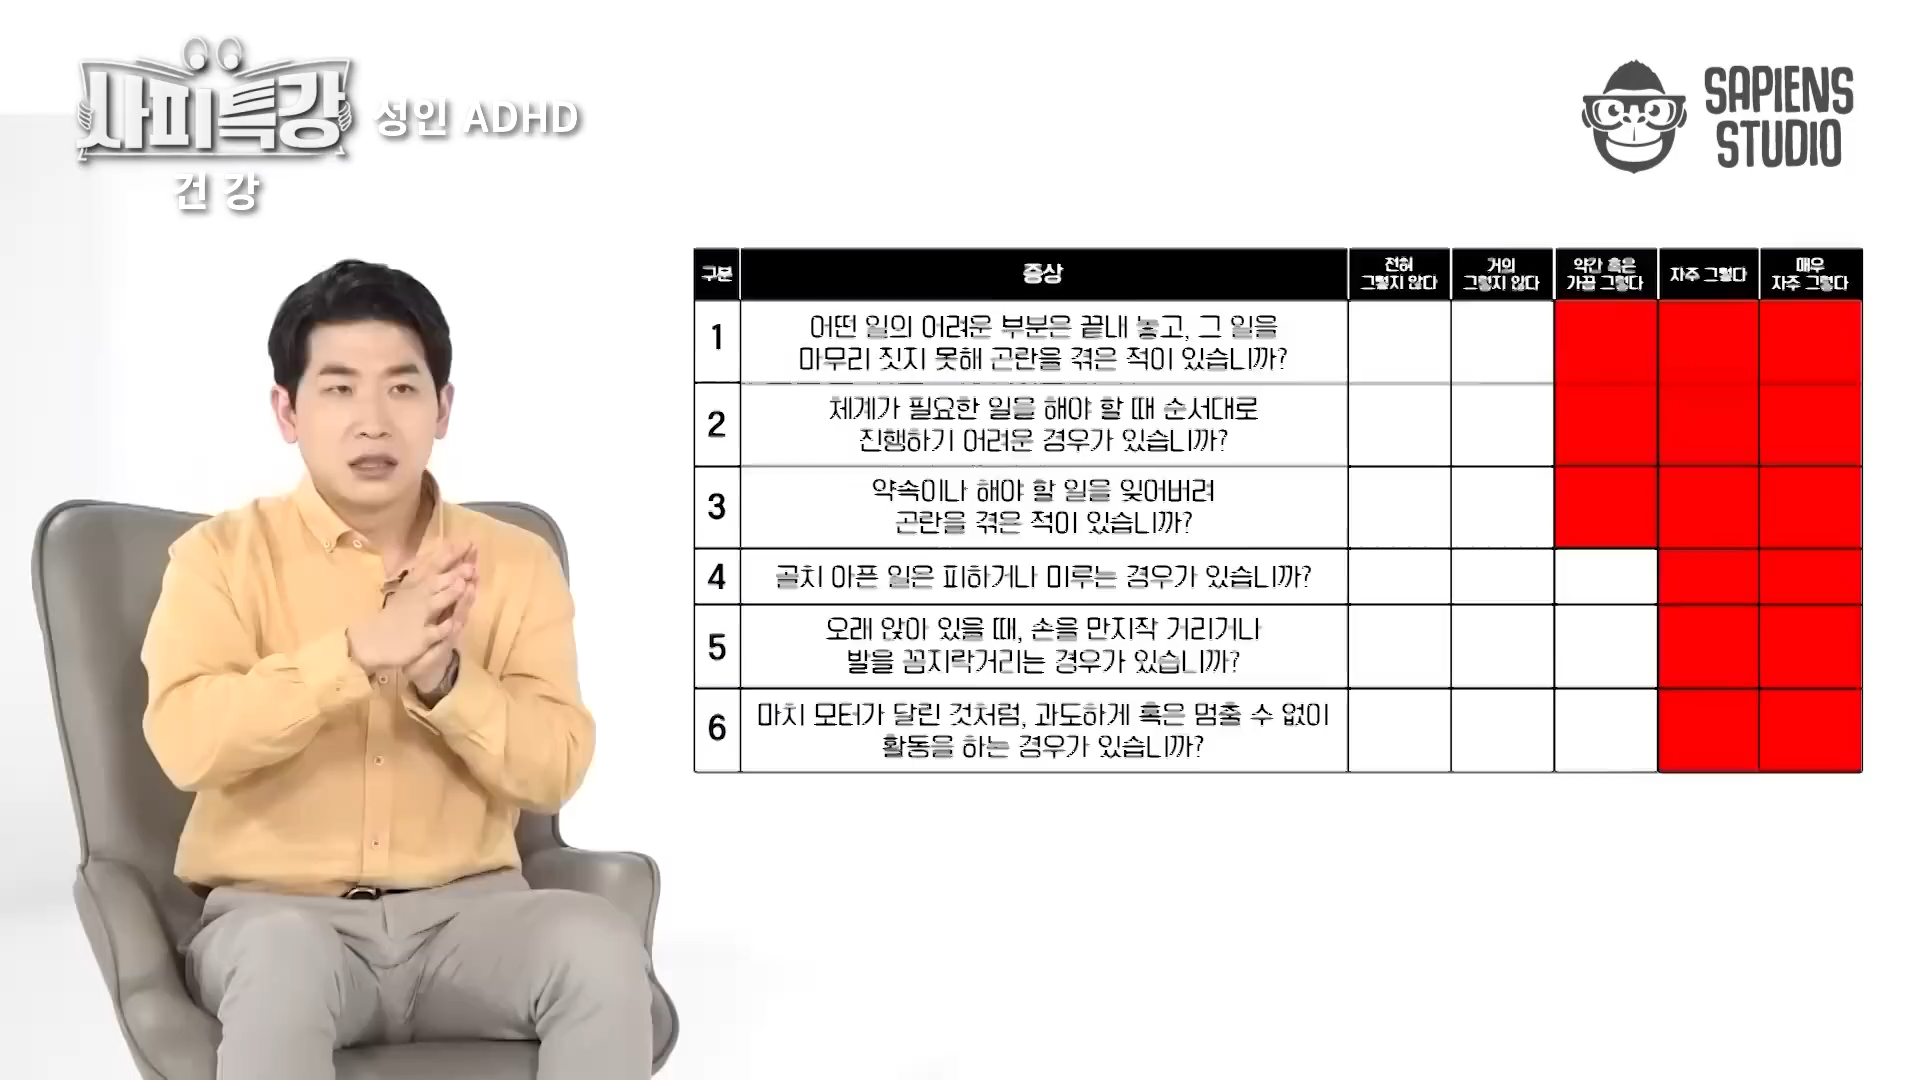 사피특강
성인 ADHD
건강
SAPIENS
STUDIO
구분
증상
전혀
그렇지 않다
거의
그렇지 않다
약간 혹은
가끔 그렇다
자주 그렇다
매우
자주 그렇다
1
어떤 일의 어려운 부분은 끝내 놓고, 그 일을
마무리 짓지 못해 곤란을 겪은 적이 있습니까?
2
체계가 필요한 일을 해야 할 때 순서대로
진행하기 어려운 경우가 있습니까?
3
약속이나 해야 할 일을 잊어버려
곤란을 겪은 적이 있습니까?
4
골치 아픈 일은 피하거나 미루는 경우가 있습니까?
5
오래 앉아 있을 때, 손을 만지작 거리거나
발을 꼼지락거리는 경우가 있습니까?
6
마치 모터가 달린 것처럼, 과도하게 혹은 멈출 수 없이
활동을 하는 경우가 있습니까?